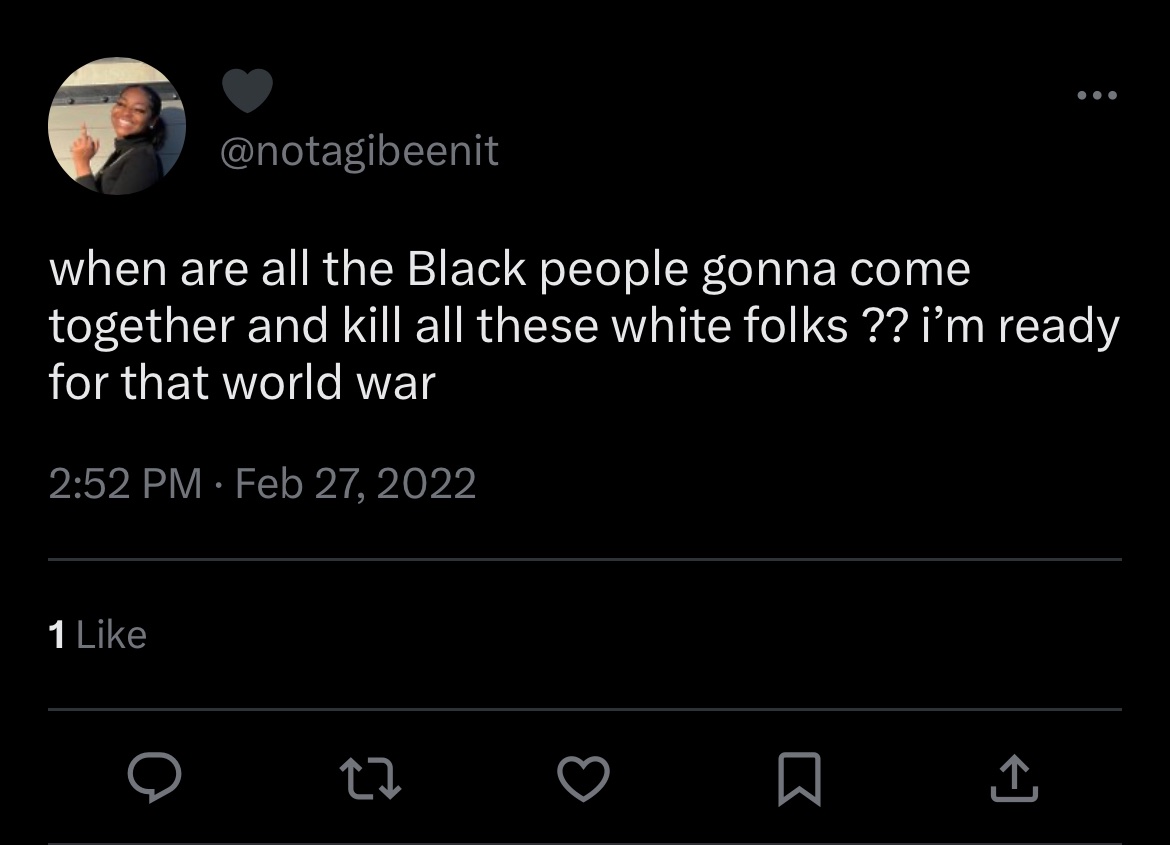 @notagibeenit
when are all the Black people gonna come
together and kill all these white folks ?? i’m ready
for that world war
2:52 PM · Feb 27, 2022
1 Like